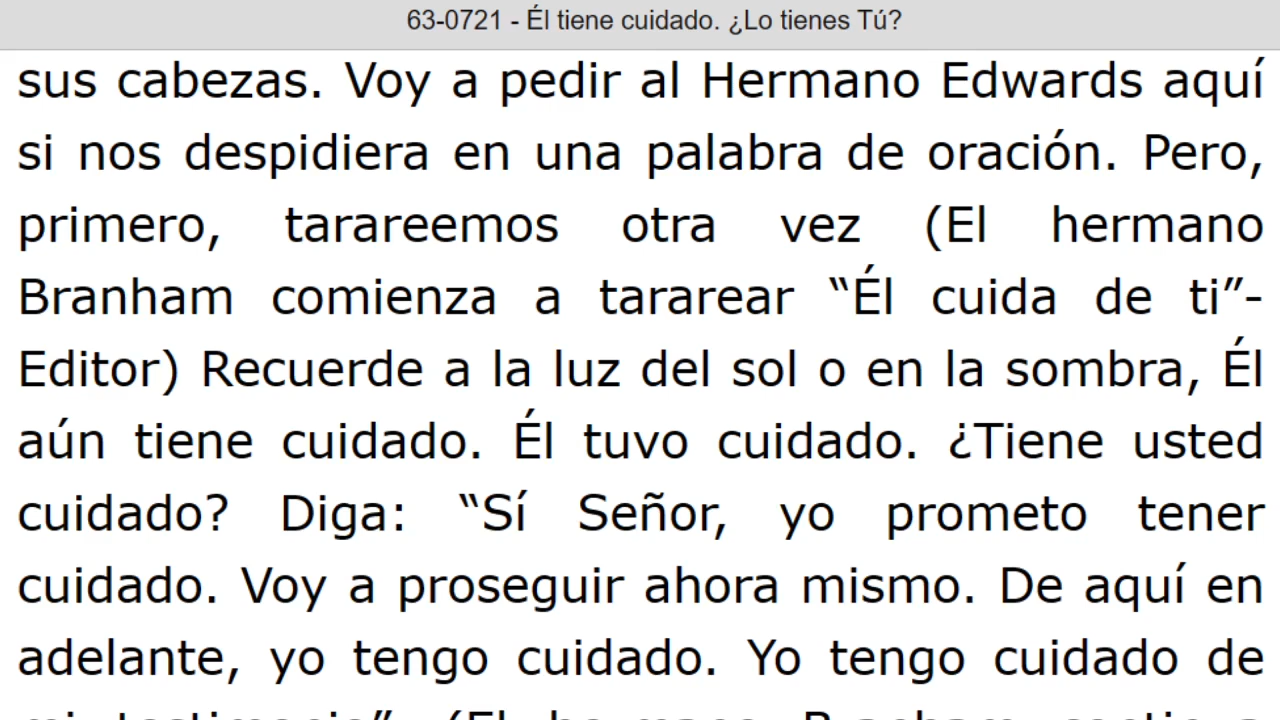 63-0721 - Él tiene cuidado. ¿Lo tienes Tú?
sus cabezas. Voy a pedir al Hermano Edwards aquí
si nos despidiera en una palabra de oración. Pero,
primero, tarareemos otra vez (El hermano
Branham comienza a tararear “Él cuida de ti”-
Editor) Recuerde a la luz del sol o en la sombra, Él
aún tiene cuidado. Él tuvo cuidado. ¿Tiene usted
cuidado? Diga: “Sí Señor, yo prometo tener
cuidado. Voy a proseguir ahora mismo. De aquí en
adelante, yo tengo cuidado. Yo tengo cuidado de